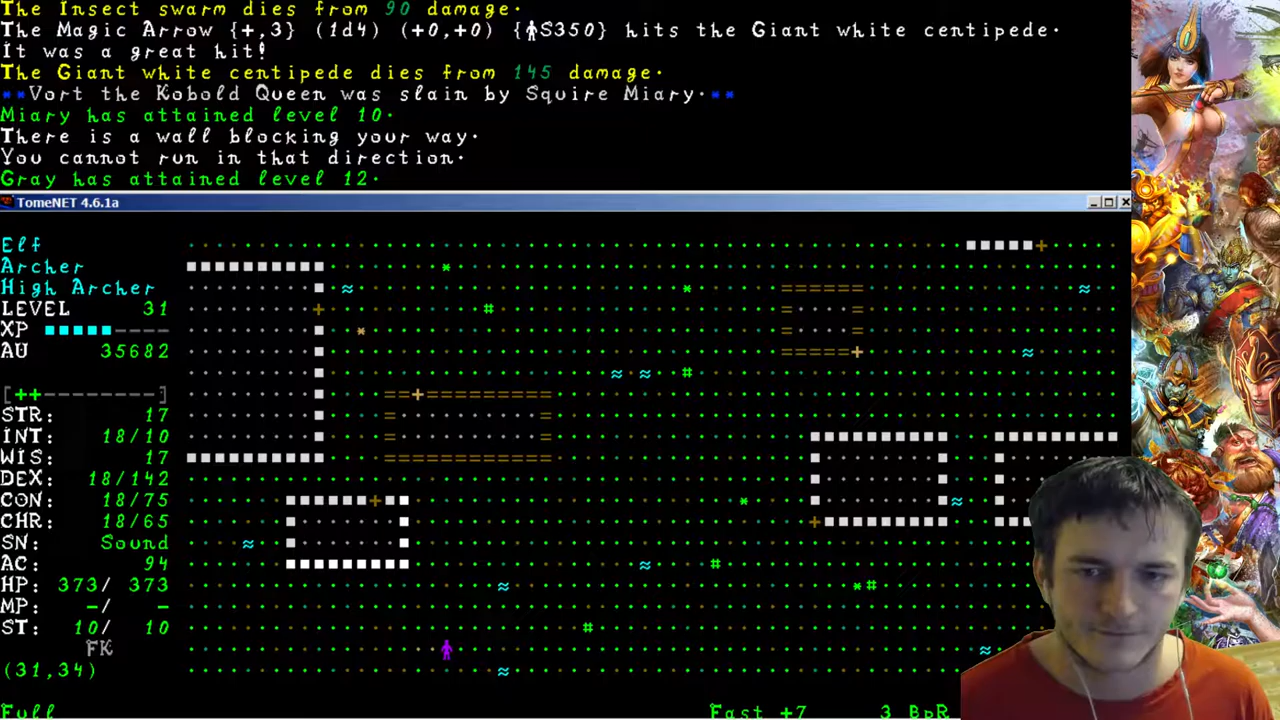 The Insect swarm dies from 90 damage.
The Magic Arrow {+,3} (1d4) (+0,+0) {S350} hits the Giant white centipede.
It was a great hit!
The Giant white centipede dies from 145 damage.
**Vort the Kobold Queen was slain by Squire Miary.**
Miary has attained level 10.
There is a wall blocking your way.
You cannot run in that direction.
Gray has attained level 12.
TomeNET 4.6.1a
Elf
Archer
High Archer
LEVEL 31
XP
AU 35682
[++----------]
STR: 17
INT: 18/10
WIS: 17
DEX: 18/142
CON: 18/75
CHR: 18/65
SN: Sound
AC: 94
HP: 373/ 373
MP: -/ -
ST: 10/ 10
FK
(31,34)
Full Fast +7 3 BpR